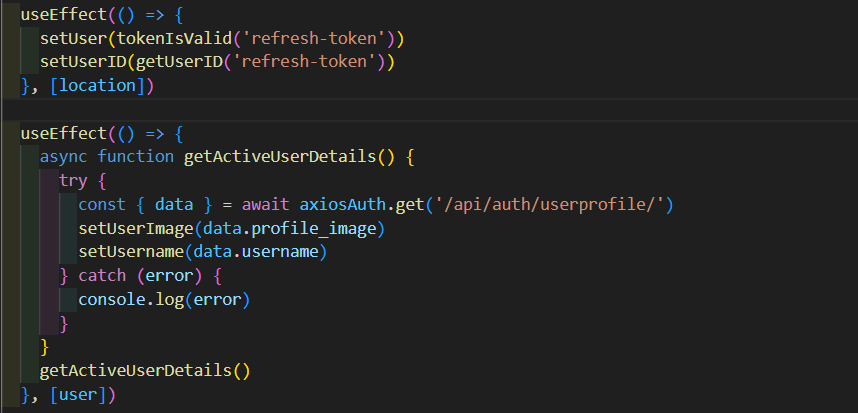 useEffect(() => {
setUser(tokenIsValid('refresh-token'))
setUserID(getUserID('refresh-token'))
}, [location])
useEffect(() => {
async function getActiveUserDetails() {
try {
const { data } = await axiosAuth.get('/api/auth/userprofile/')
setUserImage(data.profile_image)
setUsername(data.username)
} catch (error) {
console.log(error)
}
}
getActiveUserDetails()
}, [user])